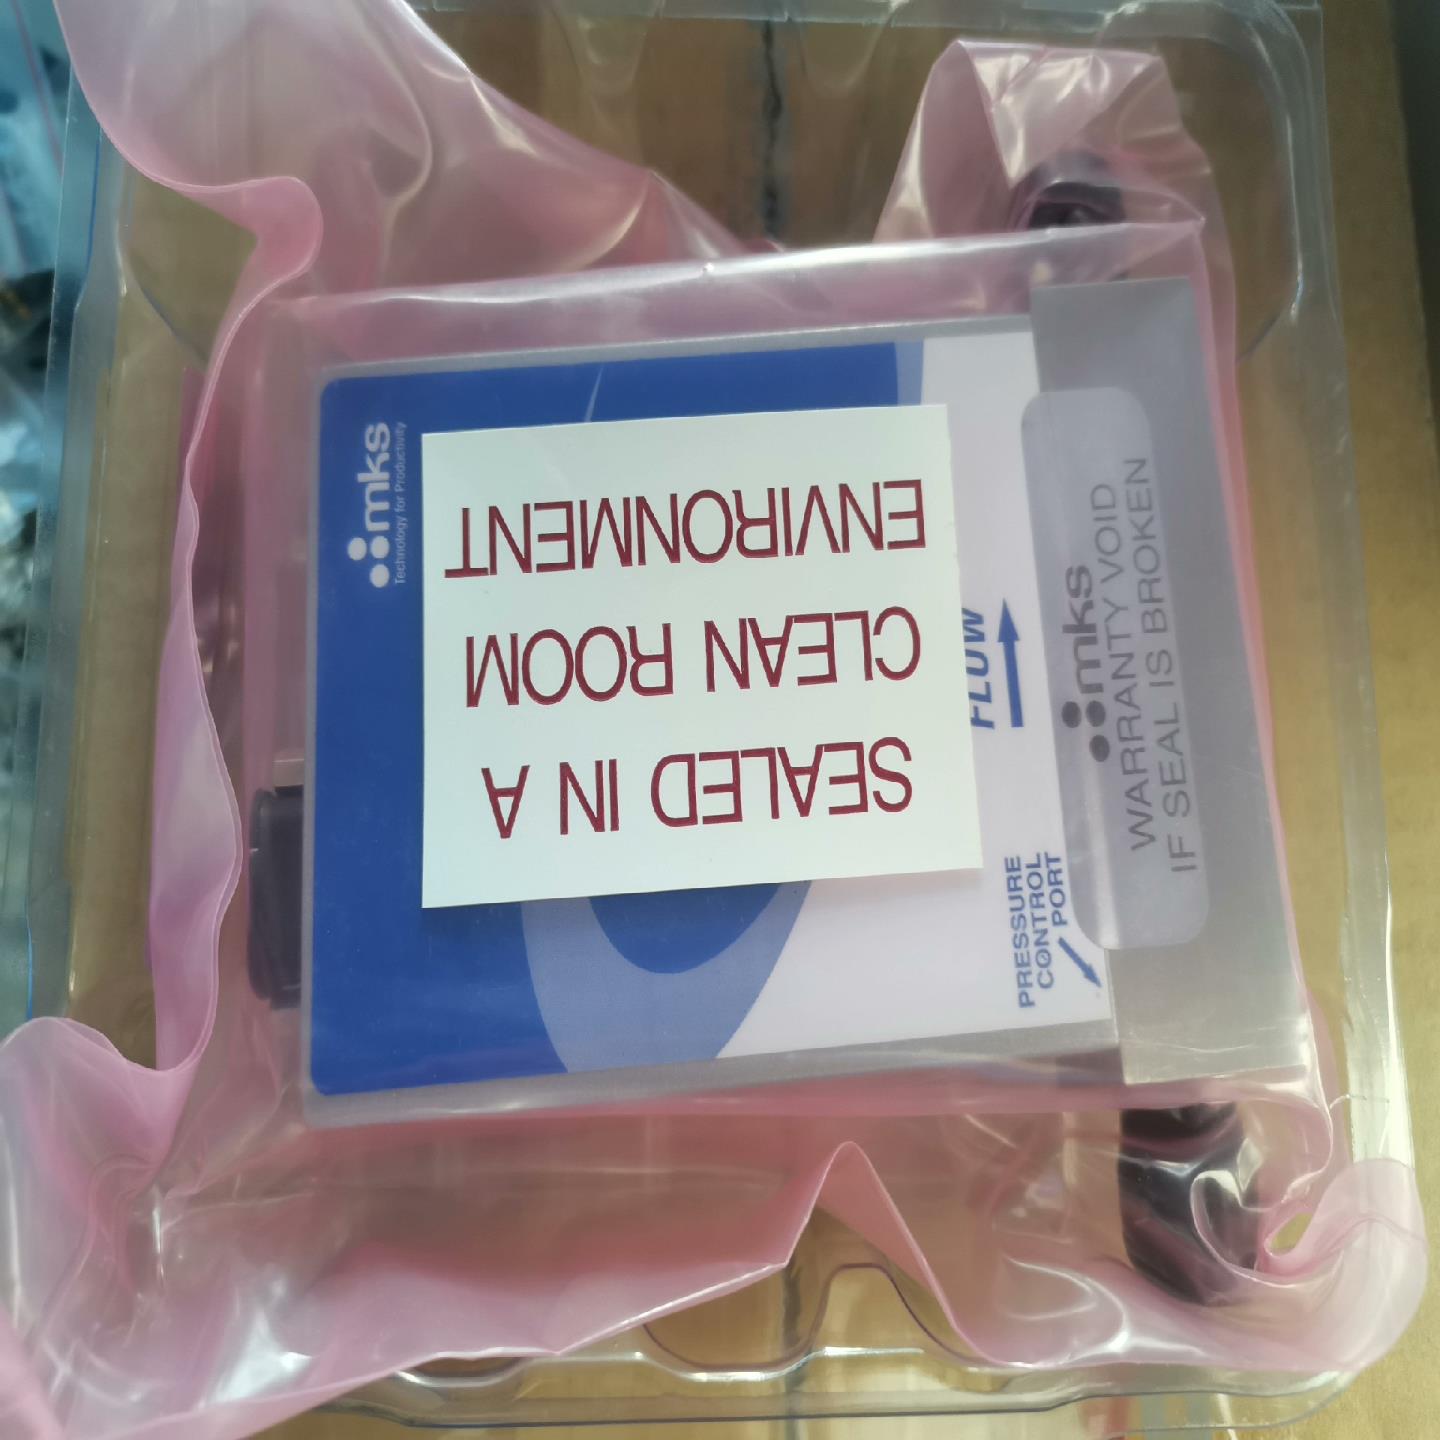 SEALED IN A
CLEAN ROOM
ENVIRONMENT
mks
Technology for Productivity
FLOW
PRESSURE
CONTROL
PORT
mks
WARRANTY VOID
IF SEAL IS BROKEN